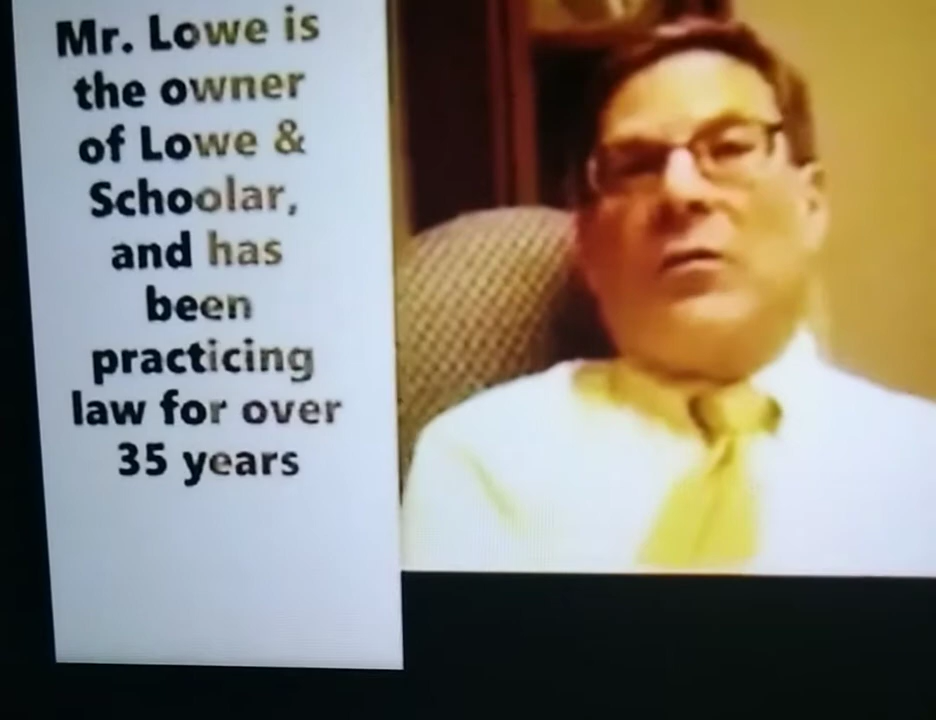 Mr. Lowe is
the owner
of Lowe &
Schoolar,
and has
been
practicing
law for over
35 years